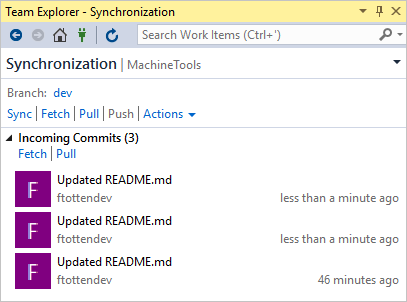 Team Explorer - Synchronization
Search Work Items (Ctrl+')
Synchronization | MachineTools
Branch: dev
Sync | Fetch | Pull | Push | Actions
Incoming Commits (3)
Fetch | Pull
F
Updated README.md
ftottendev less than a minute ago
F
Updated README.md
ftottendev less than a minute ago
F
Updated README.md
ftottendev 46 minutes ago